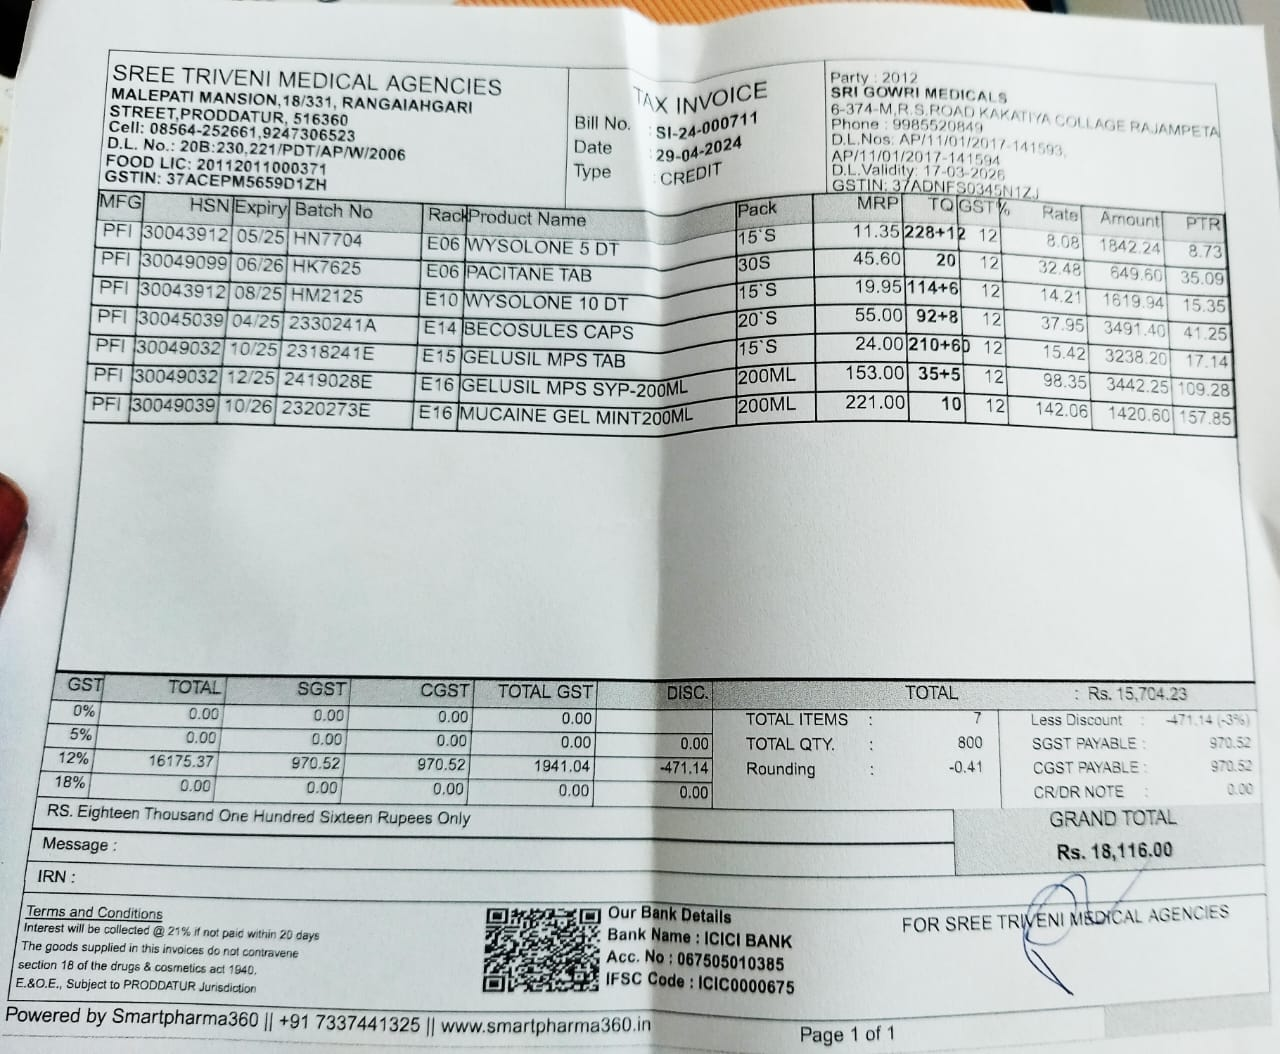 SREE TRIVENI MEDICAL AGENCIES
MALEPATI MANSION,18/331, RANGAIAHGARI
STREET,PRODDATUR, 516360
Cell: 08564-252661,9247306523
D.L. No.: 20B:230,221/PDT/AP/W/2006
FOOD LIC: 20112011000371
GSTIN: 37ACEPM5659D1ZH
TAX INVOICE
Bill No. : SI-24-000711
Date : 29-04-2024
Type : CREDIT
Party : 2012
SRI GOWRI MEDICALS
6-374-M,R.S.ROAD KAKATIYA COLLAGE RAJAMPETA
Phone : 9985520849
D.L.Nos: AP/11/01/2017-141593,
AP/11/01/2017-141594
D.L.Validity: 17-03-2026
GSTIN: 37ADNFS0345N1ZJ
MFG HSN Expiry Batch No Rack Product Name Pack MRP TQ GST% Rate Amount PTR
PFI 30043912 05/25 HN7704 E06 WYSOLONE 5 DT 15`S 11.35 228+12 12 8.08 1842.24 8.73
PFI 30049099 06/26 HK7625 E06 PACITANE TAB 30S 45.60 20 12 32.48 649.60 35.09
PFI 30043912 08/25 HM2125 E10 WYSOLONE 10 DT 15`S 19.95 114+6 12 14.21 1619.94 15.35
PFI 30045039 04/25 2330241A E14 BECOSULES CAPS 20`S 55.00 92+8 12 37.95 3491.40 41.25
PFI 30049032 10/25 2318241E E15 GELUSIL MPS TAB 15`S 24.00 210+60 12 15.42 3238.20 17.14
PFI 30049032 12/25 2419028E E16 GELUSIL MPS SYP-200ML 200ML 153.00 35+5 12 98.35 3442.25 109.28
PFI 30049039 10/26 2320273E E16 MUCAINE GEL MINT200ML 200ML 221.00 10 12 142.06 1420.60 157.85
GST TOTAL SGST CGST TOTAL GST DISC.
0% 0.00 0.00 0.00 0.00
5% 0.00 0.00 0.00 0.00 0.00
12% 16175.37 970.52 970.52 1941.04 -471.14
18% 0.00 0.00 0.00 0.00 0.00
TOTAL : Rs. 15,704.23
TOTAL ITEMS : 7
TOTAL QTY. : 800
Rounding : -0.41
Less Discount : -471.14 (-3%)
SGST PAYABLE : 970.52
CGST PAYABLE : 970.52
CR/DR NOTE : 0.00
RS. Eighteen Thousand One Hundred Sixteen Rupees Only
GRAND TOTAL
Rs. 18,116.00
Message :
IRN :
Terms and Conditions
Interest will be collected @ 21% if not paid within 20 days
The goods supplied in this invoices do not contravene
section 18 of the drugs & cosmetics act 1940.
E.&O.E., Subject to PRODDATUR Jurisdiction
Our Bank Details
Bank Name : ICICI BANK
Acc. No : 067505010385
IFSC Code : ICIC0000675
FOR SREE TRIVENI MEDICAL AGENCIES
Powered by Smartpharma360 || +91 7337441325 || www.smartpharma360.in
Page 1 of 1